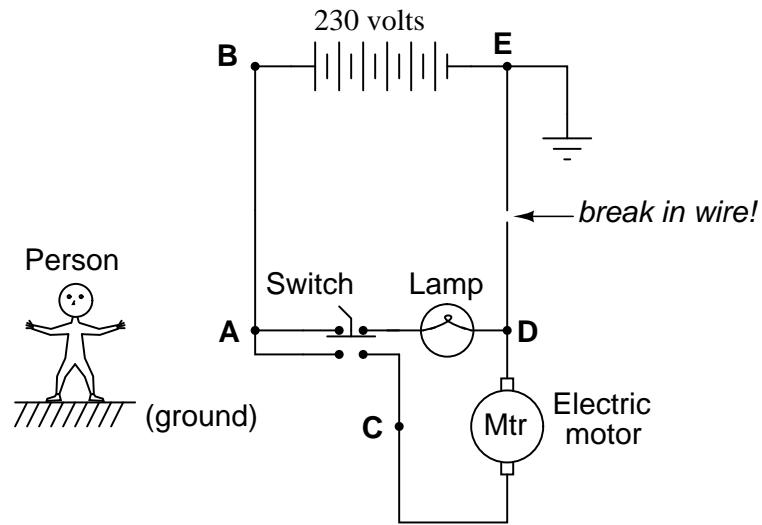 230 volts
B
E
break in wire!
Person
Switch
Lamp
A
D
(ground)
C
Mtr
Electric
motor